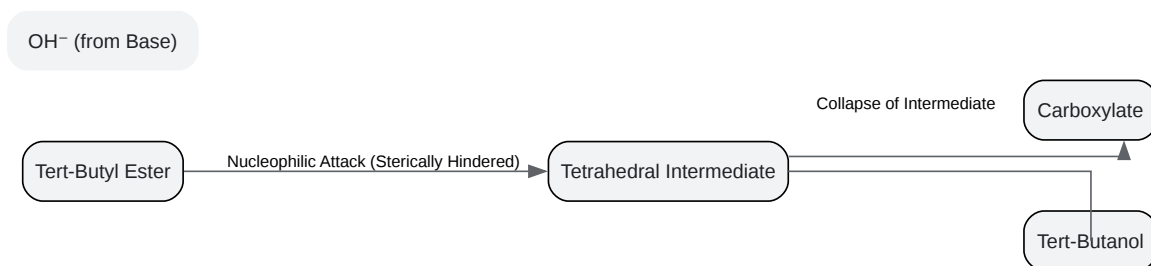 OH⁻ (from Base)
Collapse of Intermediate
Carboxylate
Tert-Butyl Ester
Nucleophilic Attack (Sterically Hindered)
Tetrahedral Intermediate
Tert-Butanol